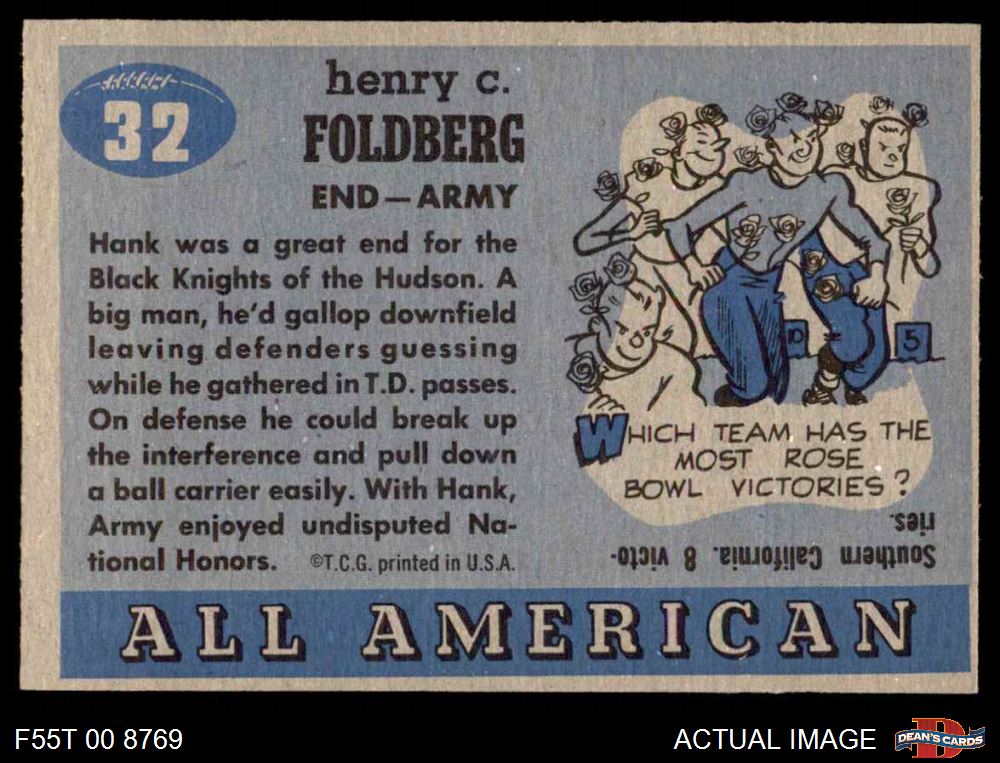 32
henry c.
FOLDBERG
END—ARMY
Hank was a great end for the
Black Knights of the Hudson. A
big man, he'd gallop downfield
leaving defenders guessing
while he gathered in T.D. passes.
On defense he could break up
the interference and pull down
a ball carrier easily. With Hank,
Army enjoyed undisputed Na-
tional Honors. ©T.C.G. printed in U.S.A.
D 5
WHICH TEAM HAS THE
MOST ROSE
BOWL VICTORIES?
Southern California. 8 victo-
ries.
ALL AMERICAN
F55T 00 8769
ACTUAL IMAGE
DEAN'S CARDS